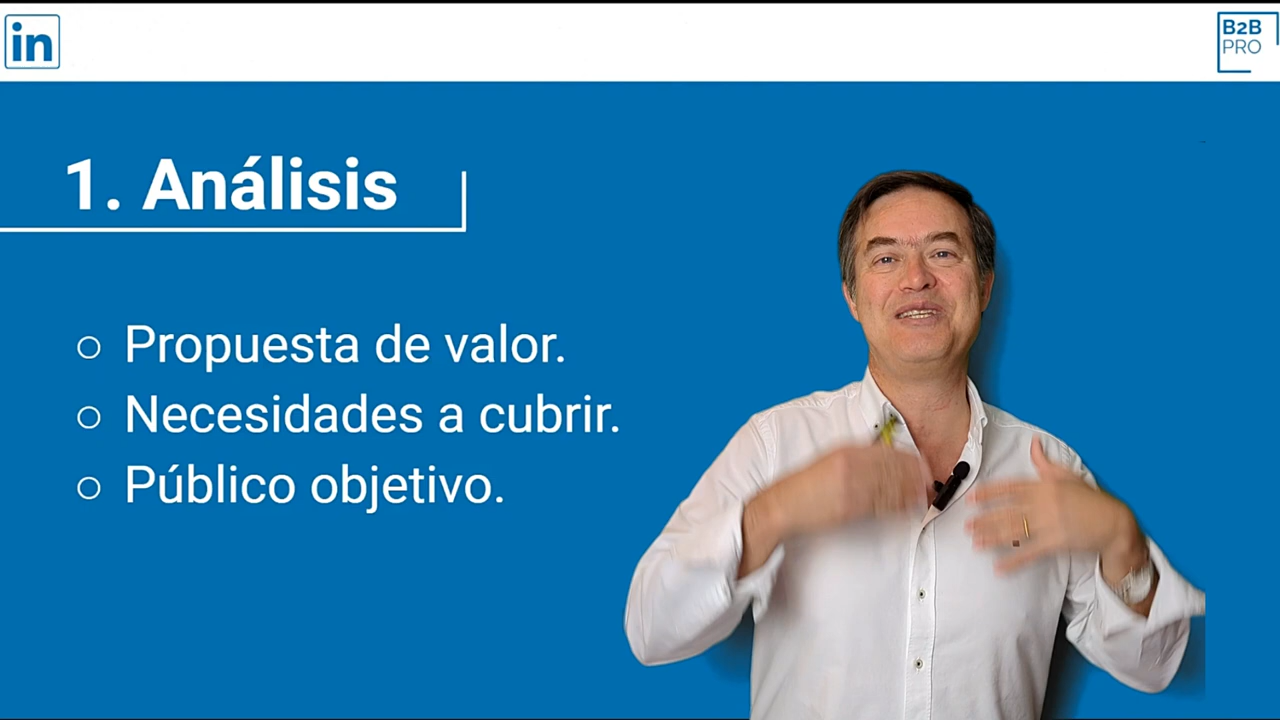 in
B2B
PRO
1. Análisis
Propuesta de valor.
Necesidades a cubrir.
Público objetivo.